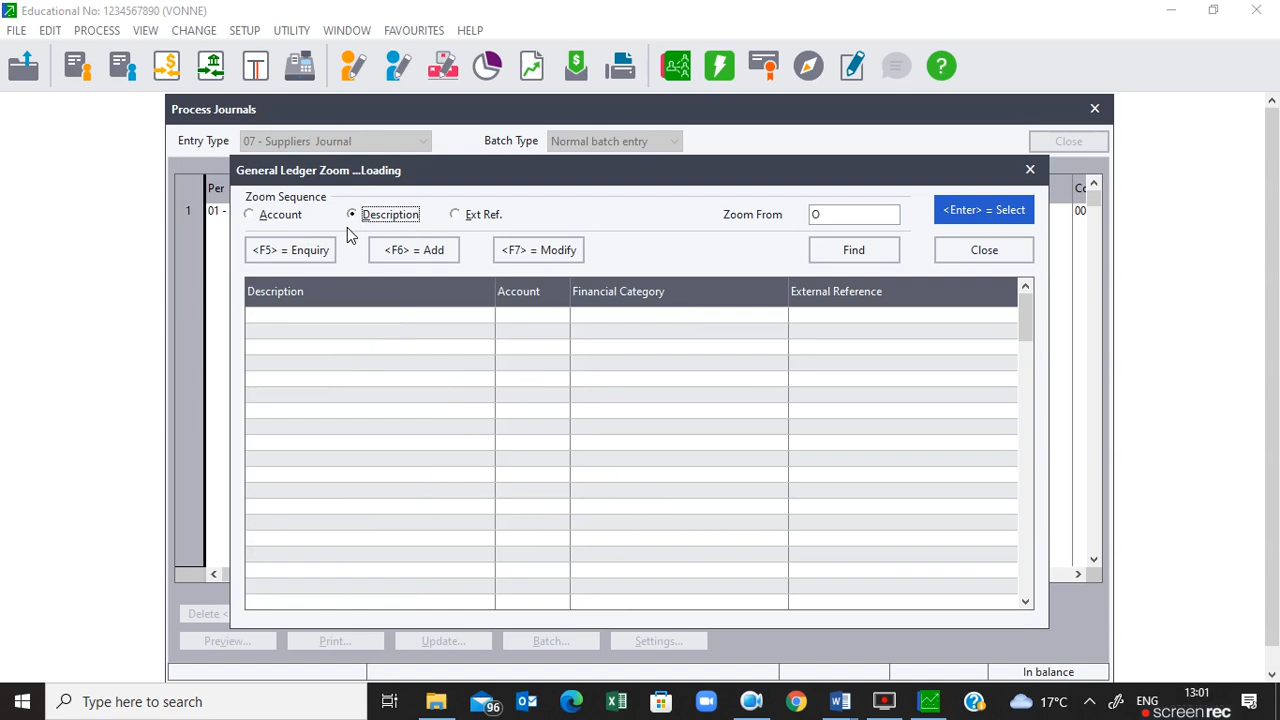 Educational No: 1234567890 (VONNE)
FILE EDIT PROCESS VIEW CHANGE SETUP UTILITY WINDOW FAVOURITES HELP
Process Journals
Entry Type 07 - Suppliers Journal Batch Type Normal batch entry Close
General Ledger Zoom ...Loading
Zoom Sequence
Account Description Ext Ref. Zoom From O <Enter> = Select
<F5> = Enquiry <F6> = Add <F7> = Modify Find Close
Per
1 01 - 00
Description Account Financial Category External Reference
Delete <
Preview... Print... Update... Batch... Settings...
In balance
Type here to search 96 17°C ENG 13:01
screenrec